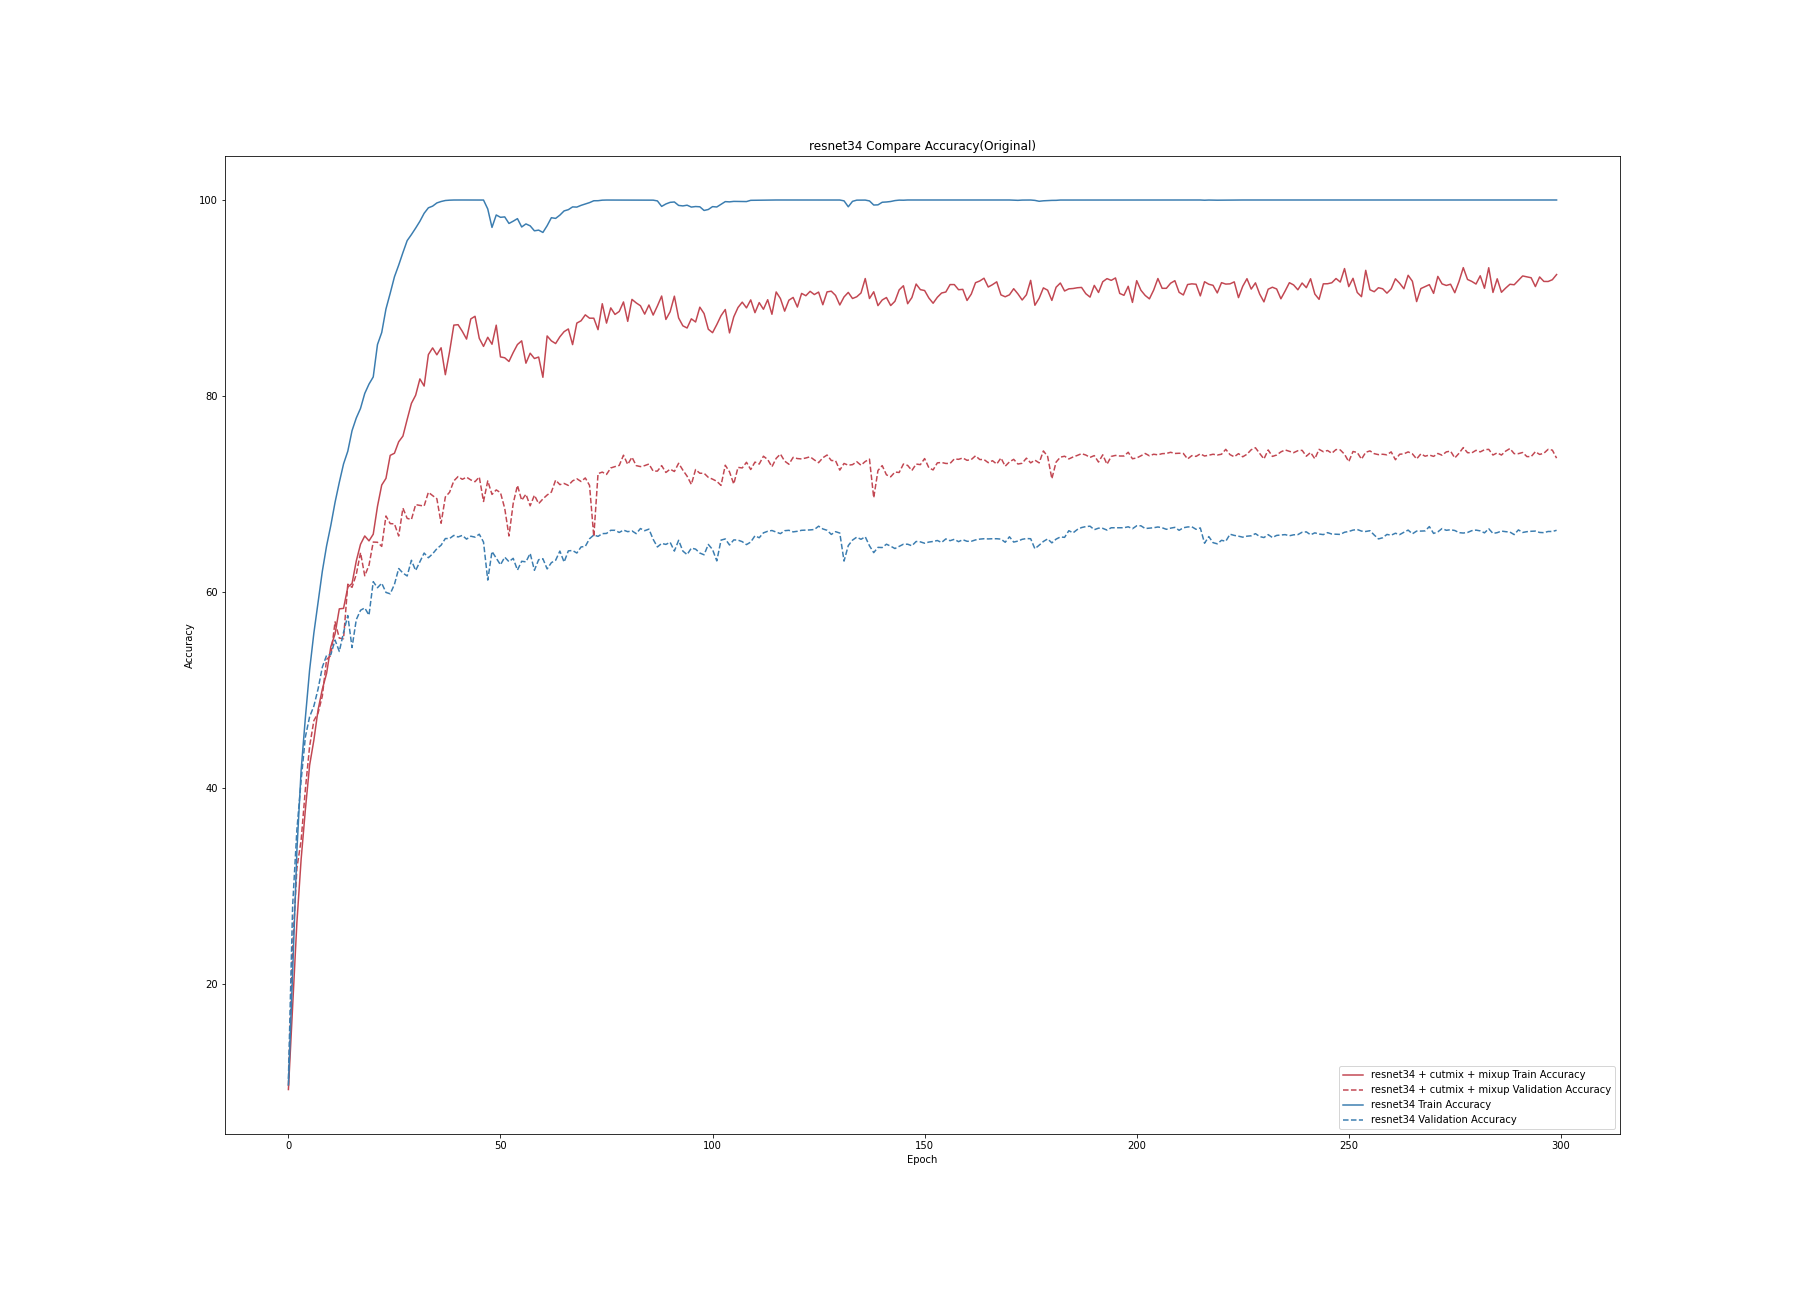 resnet34 Compare Accuracy(Original)
100
80
60
40
20
Accuracy
0
50
100
150
200
250
300
Epoch
resnet34 + cutmix + mixup Train Accuracy
resnet34 + cutmix + mixup Validation Accuracy
resnet34 Train Accuracy
resnet34 Validation Accuracy